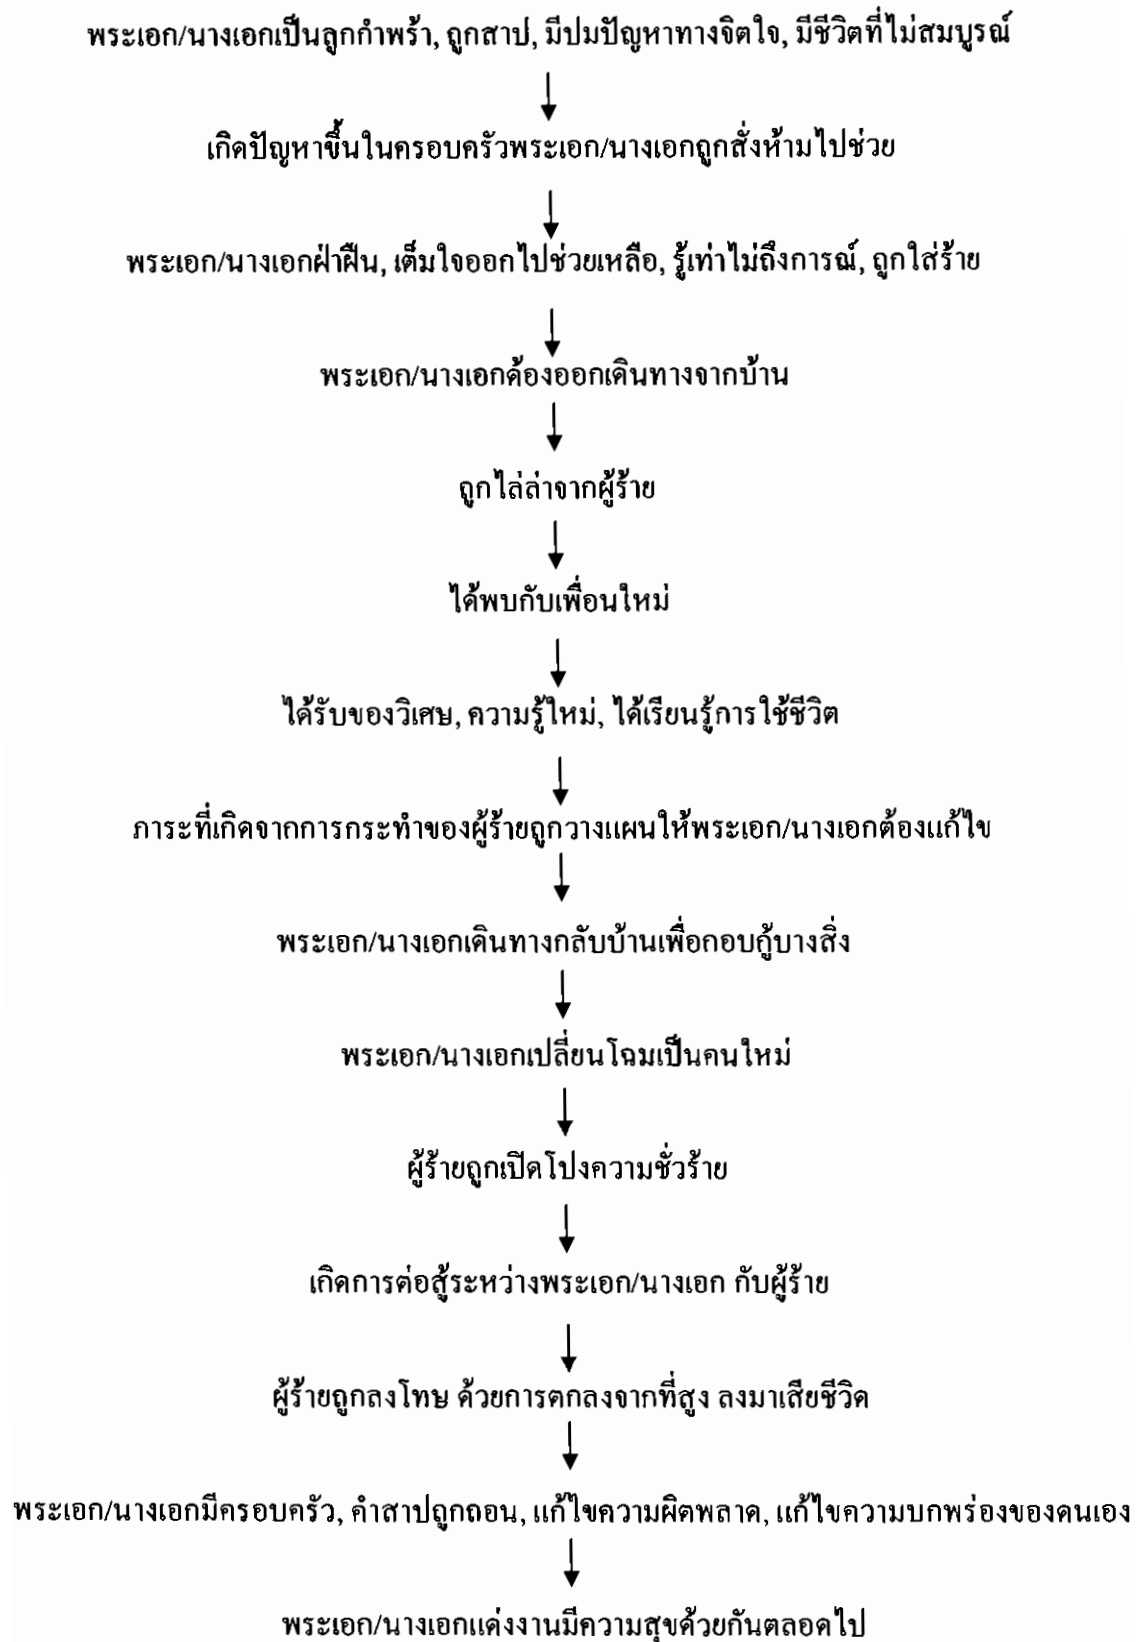 พระเอก/นางเอกเป็นลูกกำพร้า, ถูกสาป, มีปมปัญหาทางจิตใจ, มีชีวิตที่ไม่สมบูรณ์
เกิดปัญหาขึ้นในครอบครัวพระเอก/นางเอกถูกสั่งห้ามไปช่วย
พระเอก/นางเอกฝ่าฝืน, เต็มใจออกไปช่วยเหลือ, รู้เท่าไม่ถึงการณ์, ถูกใส่ร้าย
พระเอก/นางเอกต้องออกเดินทางจากบ้าน
ถูกไล่ล่าจากผู้ร้าย
ได้พบกับเพื่อนใหม่
ได้รับของวิเศษ, ความรู้ใหม่, ได้เรียนรู้การใช้ชีวิต
ภาระที่เกิดจากการกระทำของผู้ร้ายถูกวางแผนให้พระเอก/นางเอกต้องแก้ไข
พระเอก/นางเอกเดินทางกลับบ้านเพื่อกอบกู้บางสิ่ง
พระเอก/นางเอกเปลี่ยนโฉมเป็นคนใหม่
ผู้ร้ายถูกเปิดโปงความชั่วร้าย
เกิดการต่อสู้ระหว่างพระเอก/นางเอก กับผู้ร้าย
ผู้ร้ายถูกลงโทษ ด้วยการตกลงจากที่สูง ลงมาเสียชีวิต
พระเอก/นางเอกมีครอบครัว, คำสาปถูกถอน, แก้ไขความผิดพลาด, แก้ไขความบกพร่องของตนเอง
พระเอก/นางเอกแต่งงานมีความสุขด้วยกันตลอดไป